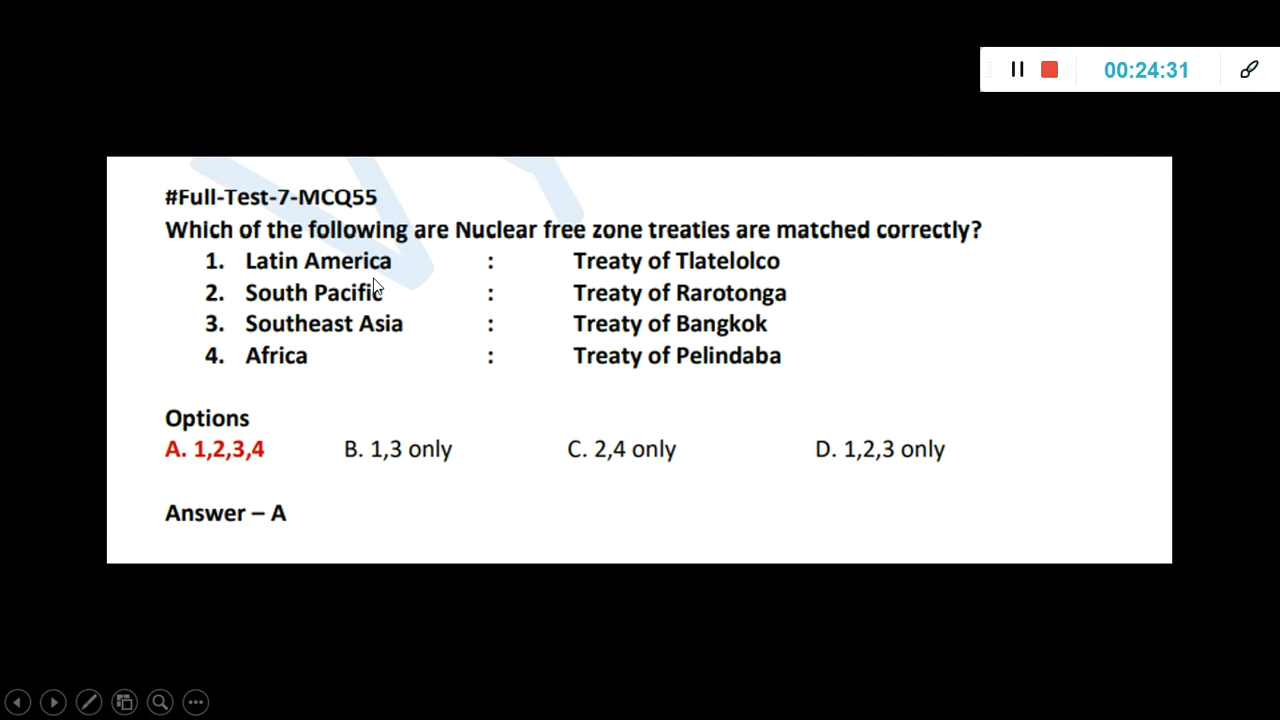 00:24:31
#Full-Test-7-MCQ55
Which of the following are Nuclear free zone treaties are matched correctly?
1. Latin America : Treaty of Tlatelolco
2. South Pacific : Treaty of Rarotonga
3. Southeast Asia : Treaty of Bangkok
4. Africa : Treaty of Pelindaba
Options
A. 1,2,3,4 B. 1,3 only C. 2,4 only D. 1,2,3 only
Answer – A